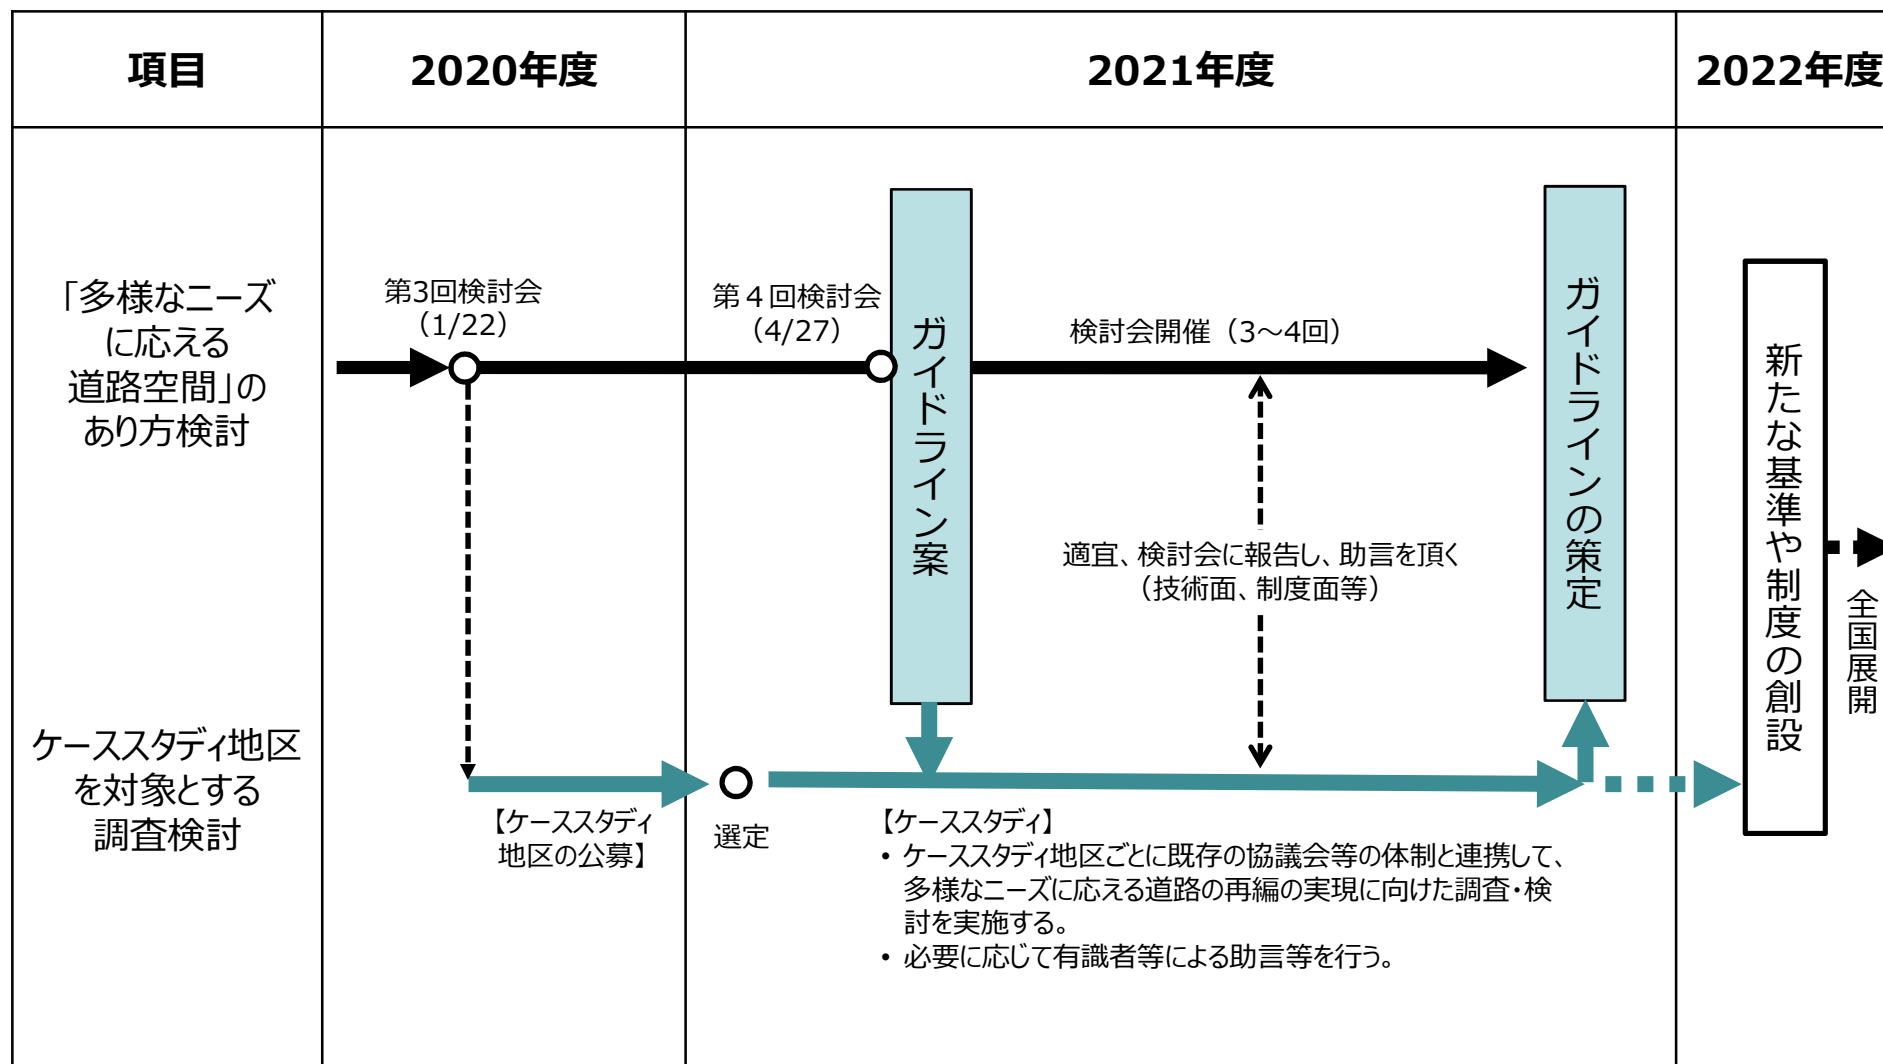 項目
2020年度
2021年度
2022年度
「多様なニーズ
に応える
道路空間」の
あり方検討
第3回検討会
（1/22）
第４回検討会
（4/27）
ガイドライン案
検討会開催（3～4回）
適宜、検討会に報告し、助言を頂く
（技術面、制度面等）
ガイドラインの策定
新たな基準や制度の創設
全国展開
ケーススタディ地区
を対象とする
調査検討
【ケーススタディ
地区の公募】
選定
【ケーススタディ】
• ケーススタディ地区ごとに既存の協議会等の体制と連携して、
多様なニーズに応える道路の再編の実現に向けた調査・検
討を実施する。
• 必要に応じて有識者等による助言等を行う。